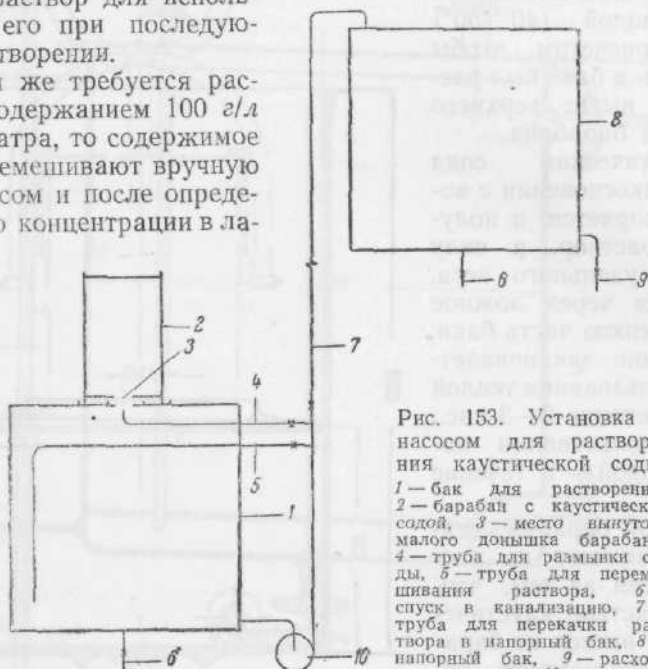 раствор для исполь-
его при последую-
творении.
же требуется рас-
одержанием 100 г/л
атра, то содержимое
емешивают вручную
сом и после опреде-
о концентрации в ла-
8
6
9
7
2
3
4
5
1
6
10
Рис. 153. Установка
насосом для раствор
ния каустической соды
1 — бак для растворени
2 — барабан с каустическ
содой, 3 — место вынуто
малого донышка барабан
4 — труба для размывки с
ды, 5 — труба для перем
шивания раствора, 6
спуск в канализацию, 7
труба для перекачки ра
твора в напорный бак, 8
напорный бак, 9 — расхо